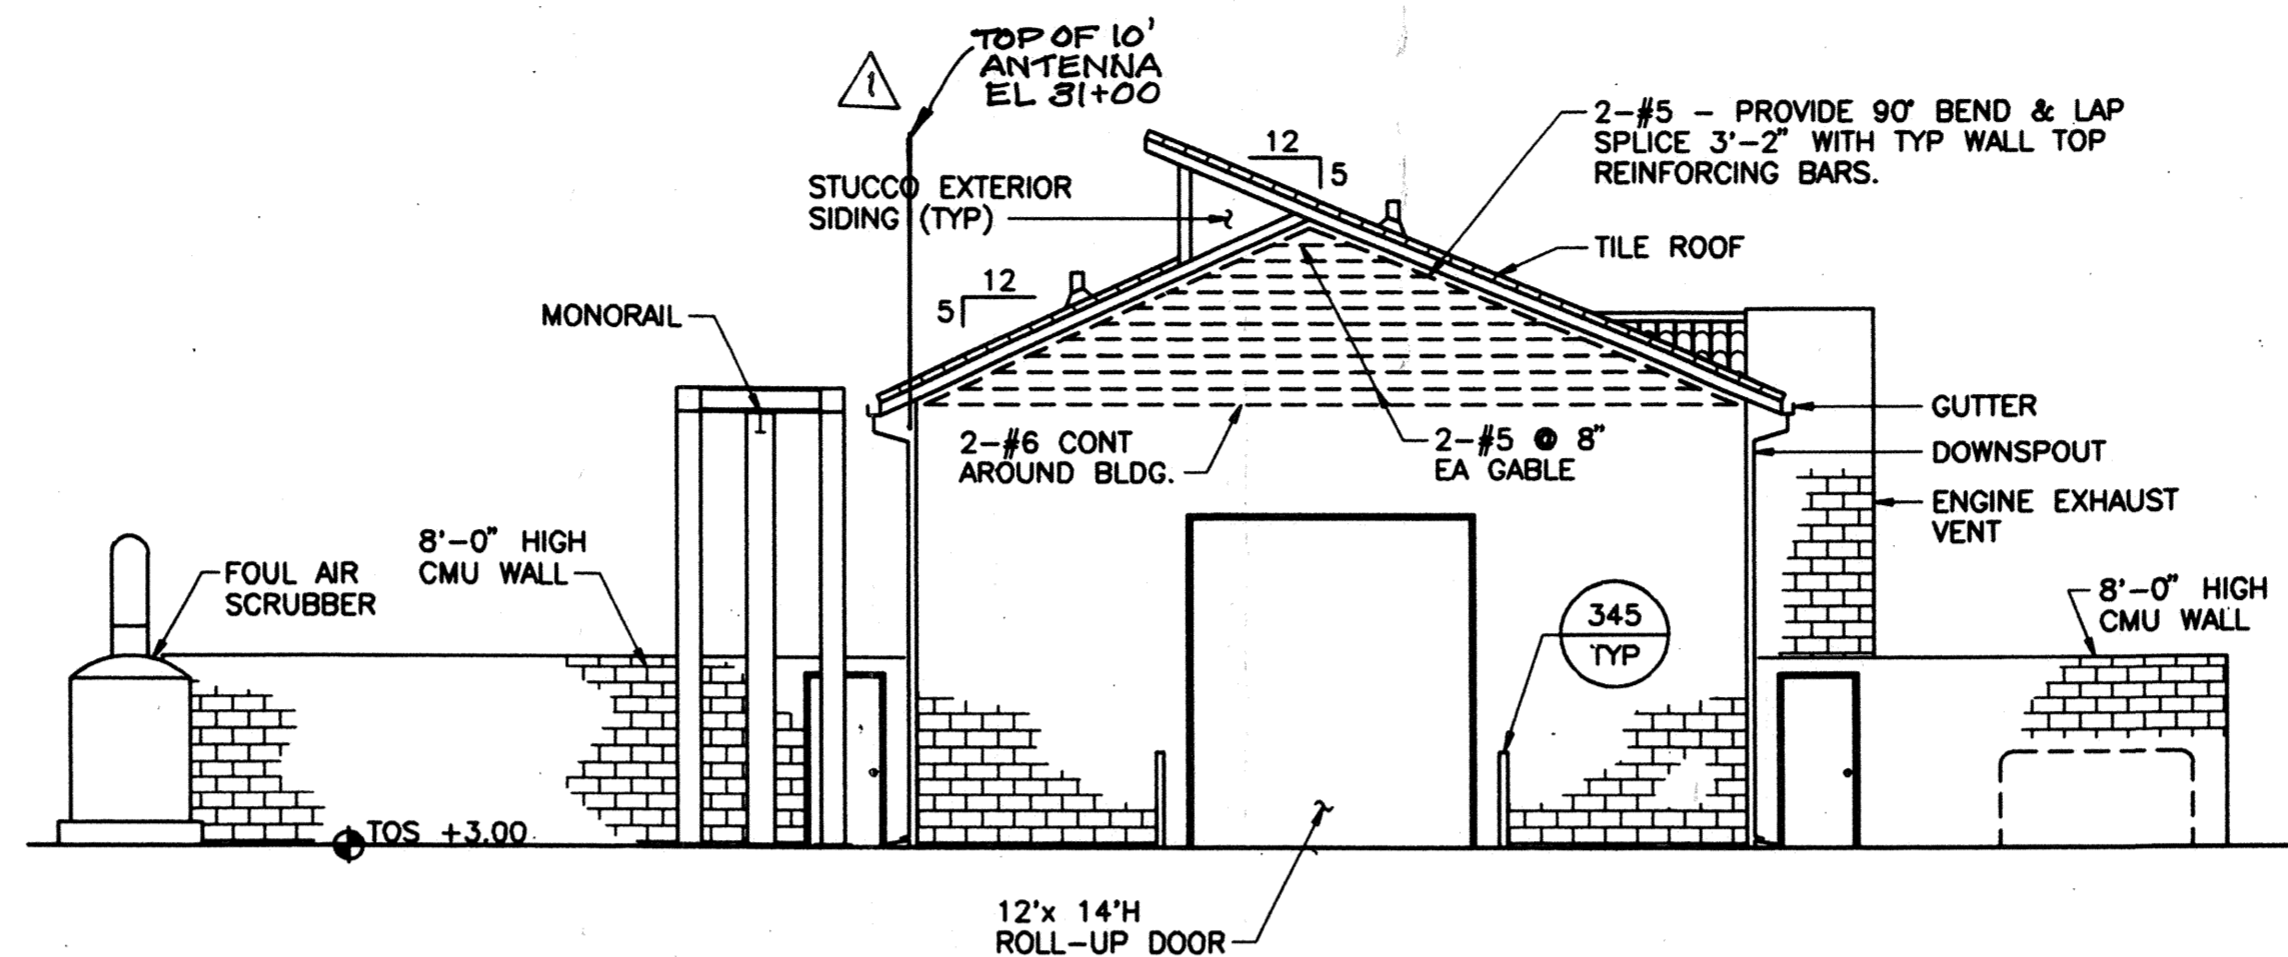 TOP OF 10'
ANTENNA
EL 31+00
1
2-#5 - PROVIDE 90° BEND & LAP
SPLICE 3'-2" WITH TYP WALL TOP
REINFORCING BARS.
12
5
STUCCO EXTERIOR
SIDING (TYP)
TILE ROOF
12
5
MONORAIL
GUTTER
2-#6 CONT
AROUND BLDG.
2-#5 @ 8"
EA GABLE
DOWNSPOUT
ENGINE EXHAUST
VENT
8'-0" HIGH
CMU WALL
FOUL AIR
SCRUBBER
8'-0" HIGH
CMU WALL
345
TYP
TOS +3.00
12'x 14'H
ROLL-UP DOOR